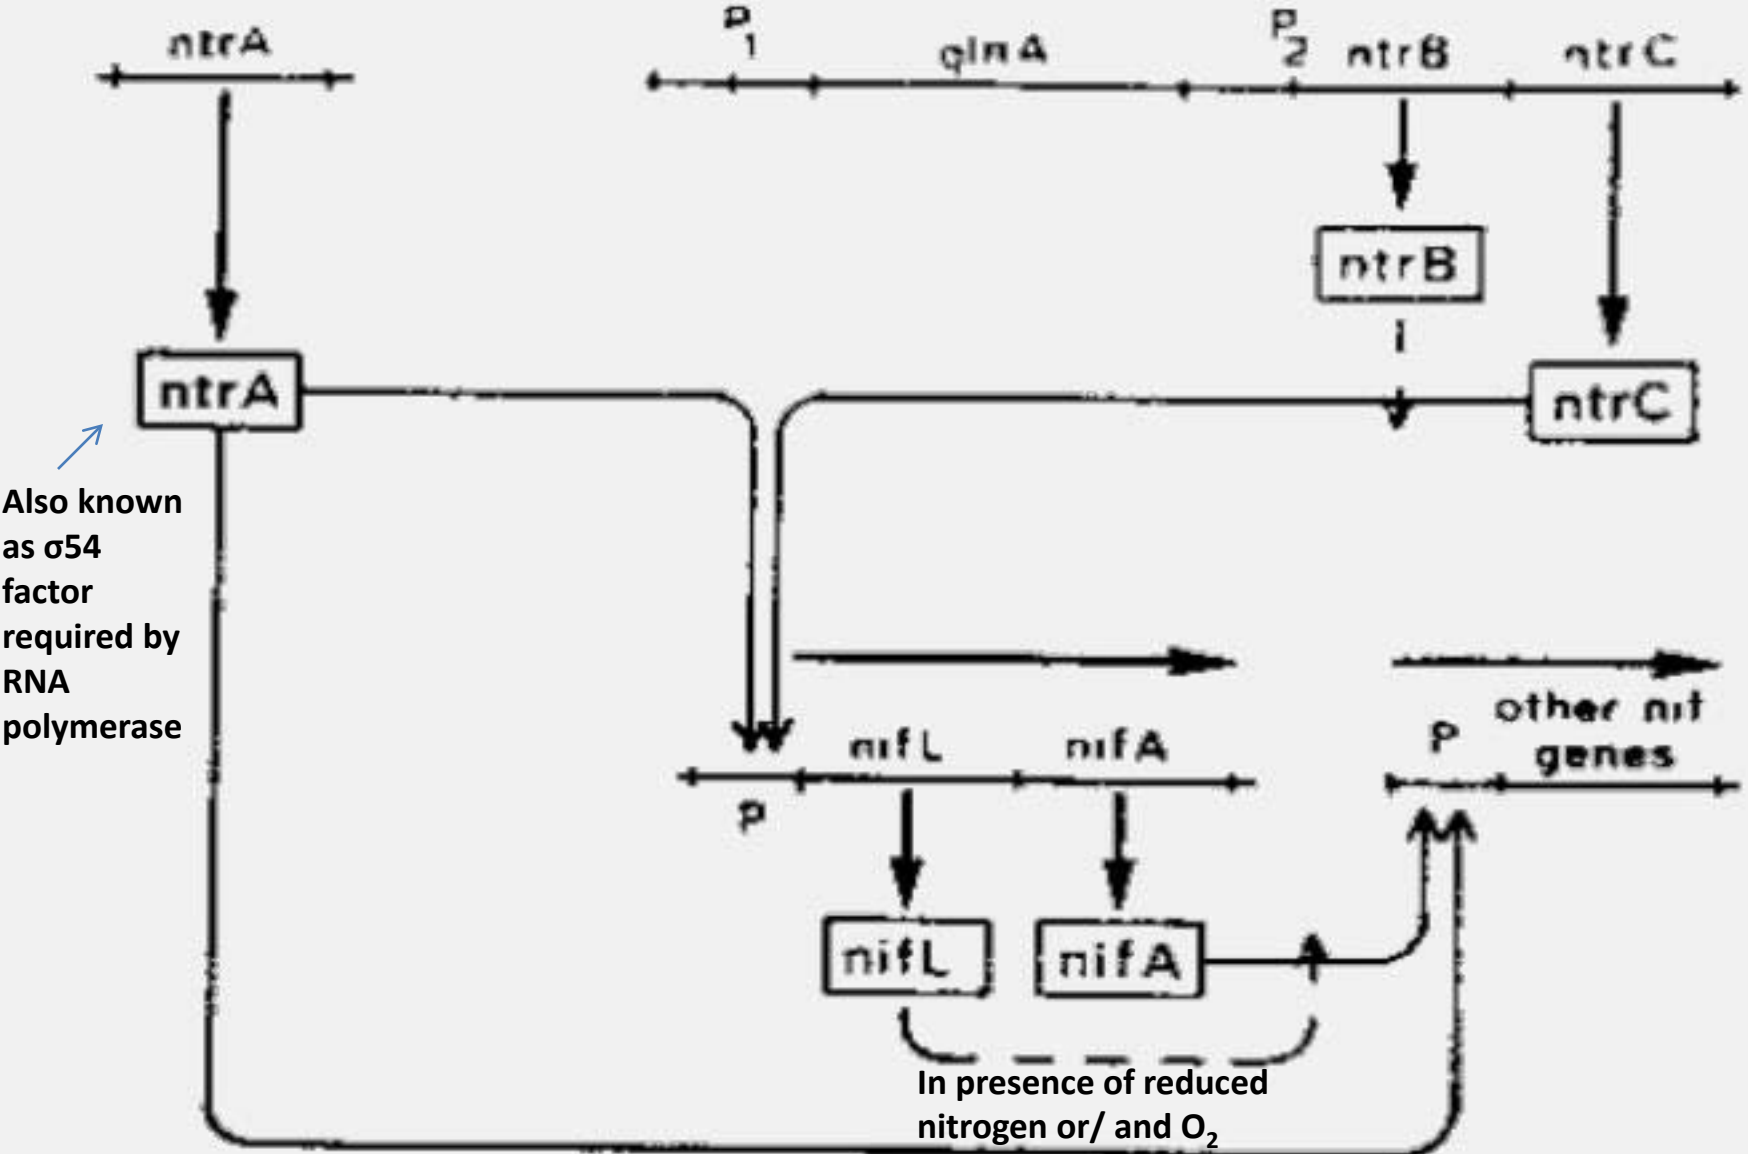 ntrA
P1
glnA
P2
ntrB
ntrC
ntrB
ntrA
ntrC
Also known
as σ54
factor
required by
RNA
polymerase
other nif
genes
nifL
nifA
P
P
nifL
nifA
In presence of reduced
nitrogen or/ and O2